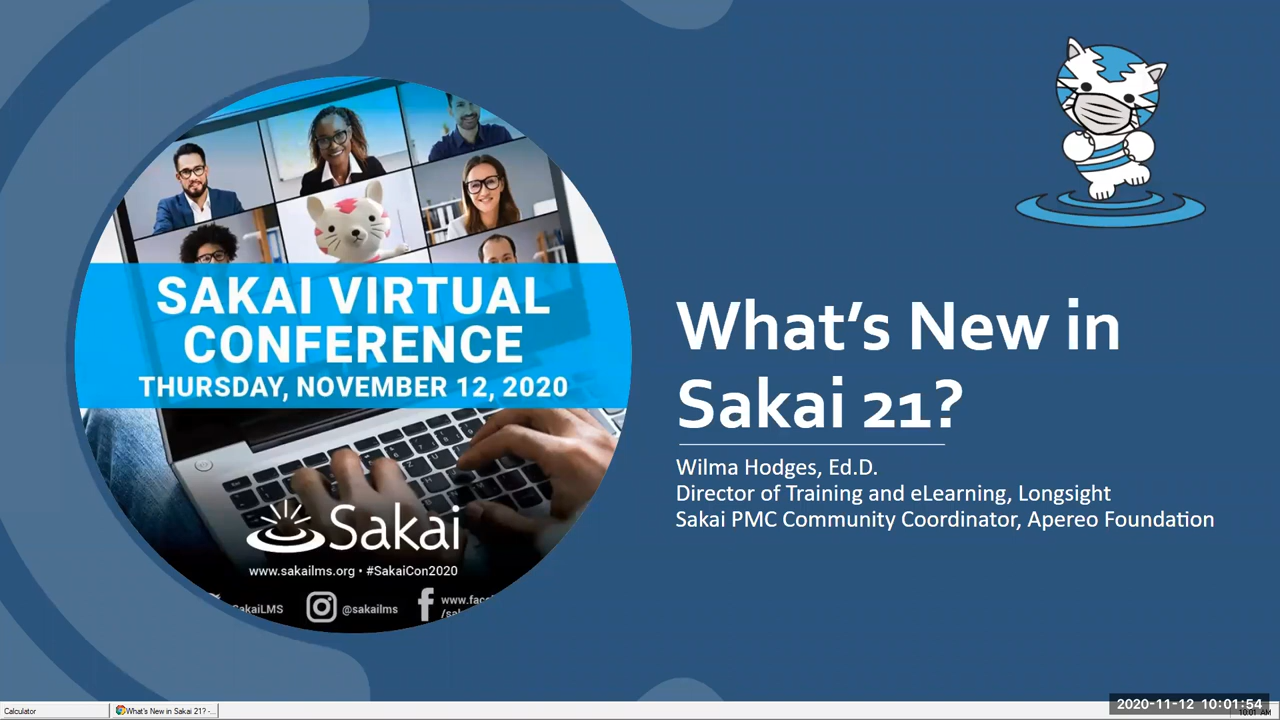 SAKAI VIRTUAL
CONFERENCE
THURSDAY, NOVEMBER 12, 2020
Sakai
www.sakailms.org • #SakaiCon2020
@sakailms
What's New in
Sakai 21?
Wilma Hodges, Ed.D.
Director of Training and eLearning, Longsight
Sakai PMC Community Coordinator, Apereo Foundation
Calculator
What's New in Sakai 21? -
2020-11-12 10:01:54